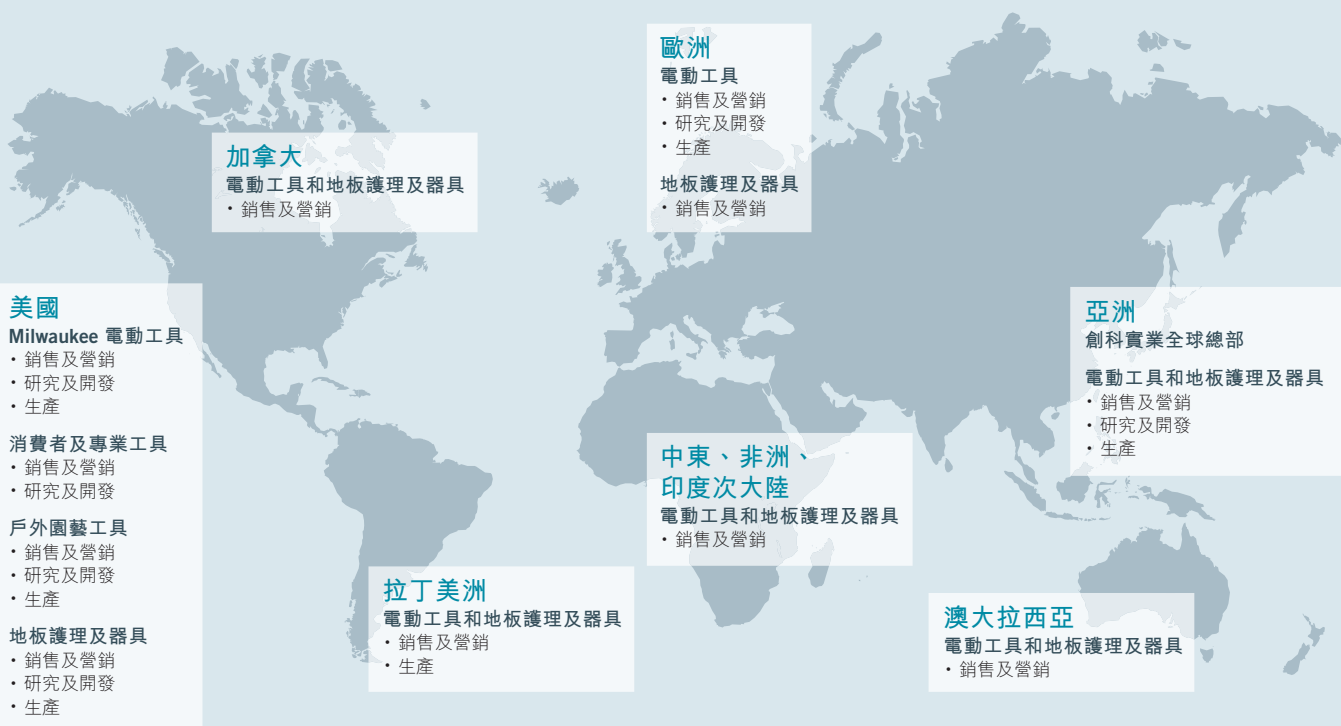 歐洲
電動工具
・銷售及營銷
・研究及開發
・生產
地板護理及器具
・銷售及營銷
加拿大
電動工具和地板護理及器具
・銷售及營銷
美國
Milwaukee 電動工具
・銷售及營銷
・研究及開發
・生產
消費者及專業工具
・銷售及營銷
・研究及開發
戶外園藝工具
・銷售及營銷
・研究及開發
・生產
地板護理及器具
・銷售及營銷
・研究及開發
・生產
亞洲
創科實業全球總部
電動工具和地板護理及器具
・銷售及營銷
・研究及開發
・生產
中東、非洲、
印度次大陸
電動工具和地板護理及器具
・銷售及營銷
拉丁美洲
電動工具和地板護理及器具
・銷售及營銷
・生產
澳大拉西亞
電動工具和地板護理及器具
・銷售及營銷